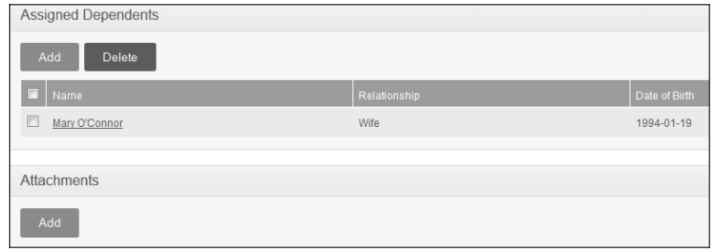 Assigned Dependents
Add Delete
Name Relationship Date of Birth
Mary O'Connor Wife 1994-01-19
Attachments
Add